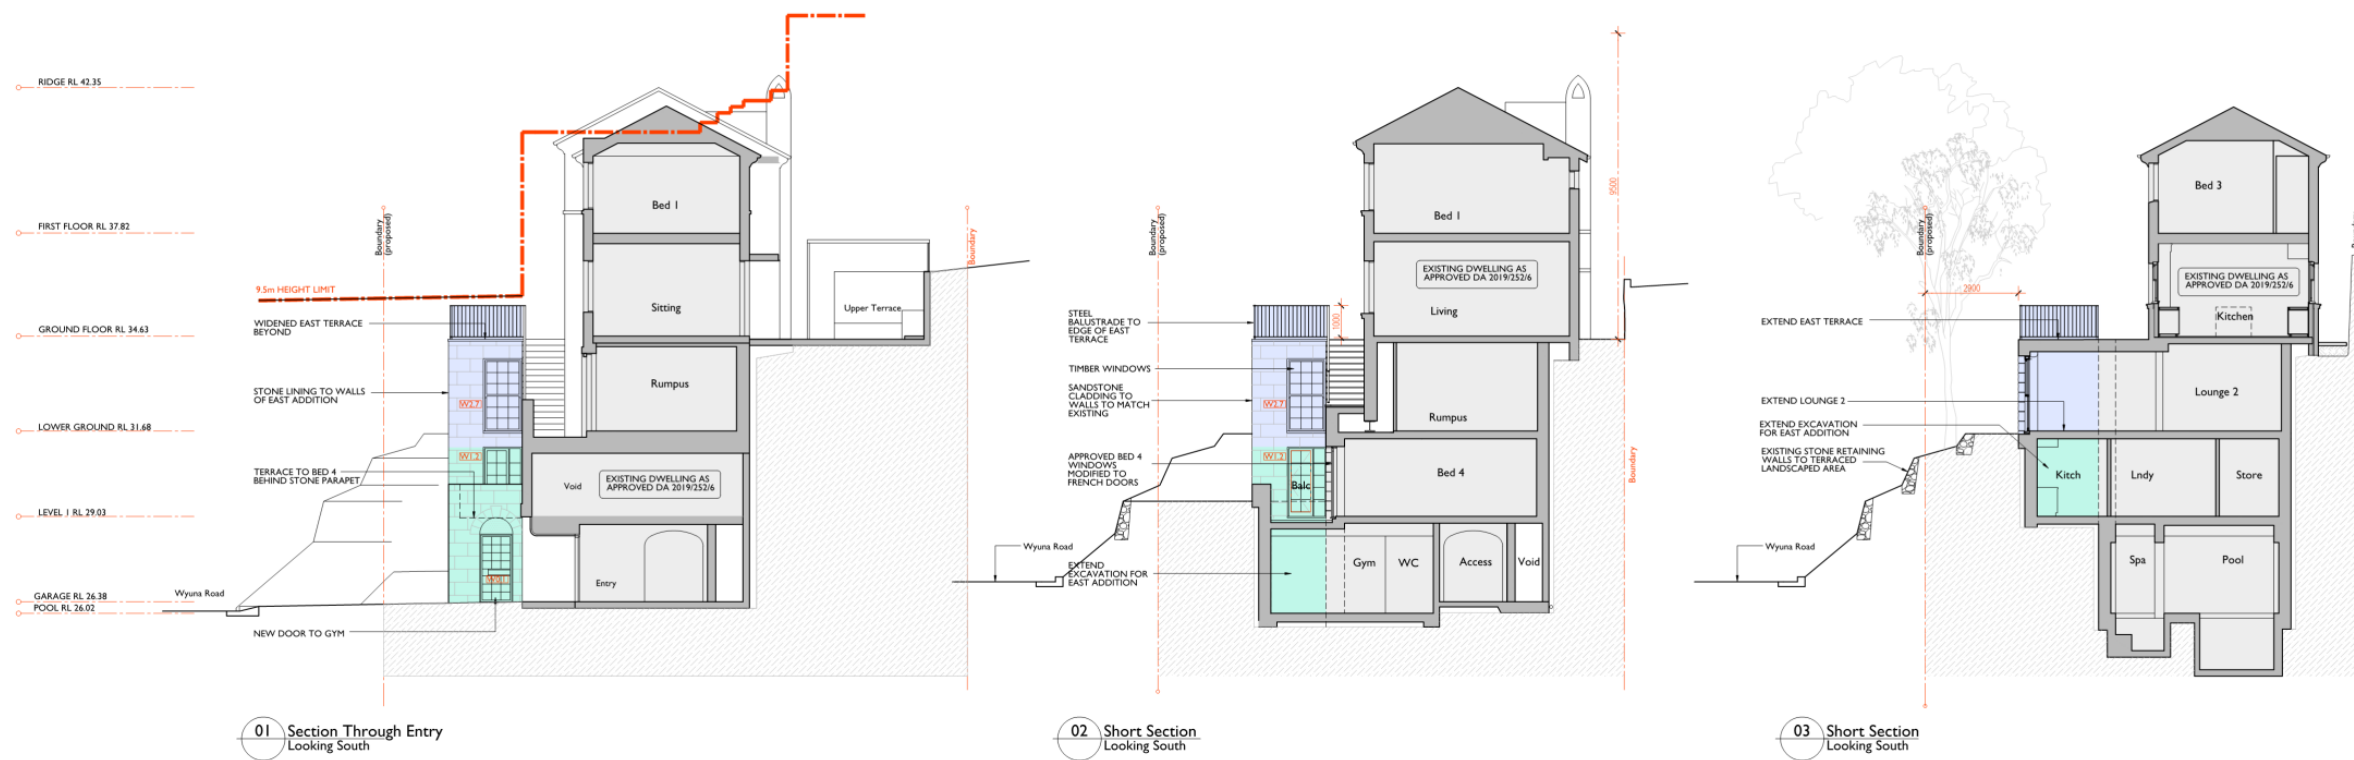 RIDGE RL 42.35
FIRST FLOOR RL 37.82
9.5m HEIGHT LIMIT
GROUND FLOOR RL 34.63
LOWER GROUND RL 31.68
LEVEL 1 RL 29.03
GARAGE RL 26.38
POOL RL 26.02
Wyuna Road
Boundary
(proposed)
WIDENED EAST TERRACE
BEYOND
STONE LINING TO WALLS
OF EAST ADDITION
TERRACE TO BED 4
BEHIND STONE PARAPET
NEW DOOR TO GYM
W2.7
W1.2
Bed 1
Sitting
Rumpus
Void
EXISTING DWELLING AS
APPROVED DA 2019/252/6
Entry
Upper Terrace
Boundary
01
Section Through Entry
Looking South
Boundary
(proposed)
STEEL
BALUSTRADE TO
EDGE OF EAST
TERRACE
TIMBER WINDOWS
SANDSTONE
CLADDING TO
WALLS TO MATCH
EXISTING
APPROVED BED 4
WINDOWS
MODIFIED TO
FRENCH DOORS
Wyuna Road
EXTEND
EXCAVATION FOR
EAST ADDITION
1000
W2.7
W1.2
Balc
Bed 1
EXISTING DWELLING AS
APPROVED DA 2019/252/6
Living
Rumpus
Bed 4
Gym
WC
Access
Void
9500
Boundary
02
Short Section
Looking South
Boundary
(proposed)
2900
EXTEND EAST TERRACE
EXTEND LOUNGE 2
EXTEND EXCAVATION
FOR EAST ADDITION
EXISTING STONE RETAINING
WALLS TO TERRACED
LANDSCAPED AREA
Wyuna Road
Bed 3
EXISTING DWELLING AS
APPROVED DA 2019/252/6
Kitchen
Lounge 2
Kitch
Lndy
Store
Spa
Pool
03
Short Section
Looking South